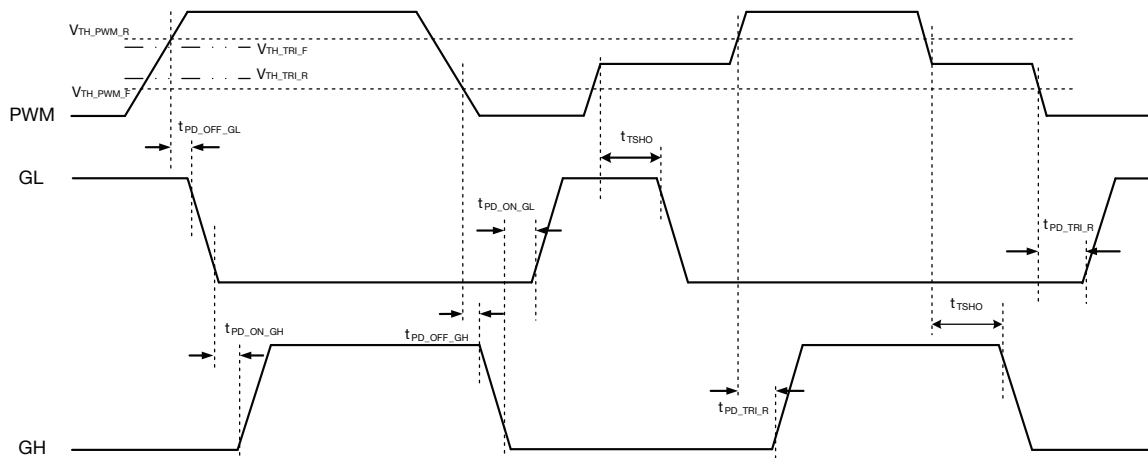 VTH_PWM_R
VTH_TRI_F
VTH_TRI_R
VTH_PWM_F
PWM
tPD_OFF_GL
tTSHO
GL
tPD_ON_GL
tPD_TRI_R
tTSHO
tPD_ON_GH
tPD_OFF_GH
tPD_TRI_R
GH